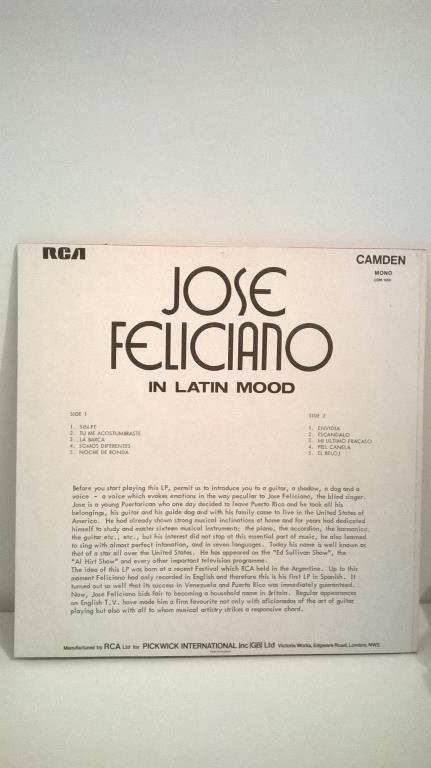 RCA
CAMDEN
MONO
JOSE
FELICIANO
IN LATIN MOOD
SIDE 1
1. SIN-FE
2. TU ME ACOSTUMBRASTE
3. LA BARCA
4. SOMOS DIFERENTES
5. NOCHE DE RONDA
SIDE 2
1. ENVIDIA
2. ESCANDALO
3. MI ULTIMO FRACASO
4. PIEL CANELA
5. EL RELOJ
Before you start playing this LP, permit us to introduce you to a guitar, a shadow, a dog and a
voice - a voice which evokes emotions in the way peculiar to Jose Feliciano, the blind singer.
Jose is a young Puertorican who one day decided to leave Puerto Rico and he took all his
belongings, his guitar and his guide dog and with his family came to live in the United States of
America. He had already shown strong musical inclinations at home and for years had dedicated
himself to study and master sixteen musical instruments: the piano, the accordion, the harmonica,
the guitar etc., etc., but his interest did not stop at this essential part of music, he also learned
to sing with almost perfect intonation, and in seven languages. Today his name is well known as
that of a star all over the United States. He has appeared on the "Ed Sullivan Show", the
"Al Hirt Show" and every other important television programme.
The idea of this LP was born at a recent Festival which RCA held in the Argentine. Up to this
moment Feliciano had only recorded in English and therefore this is his first LP in Spanish. It
turned out so well that its success in Venezuela and Puerto Rico was immediately guaranteed.
Now, Jose Feliciano bids fair to becoming a household name in Britain. Regular appearances
on English T.V. have made him a firm favourite not only with aficionados of the art of guitar
playing but also with all to whom musical artistry strikes a responsive chord.
Manufactured by RCA Ltd for PICKWICK INTERNATIONAL Inc (GB) Ltd Victoria Works, Edgware Road, London, NW2.